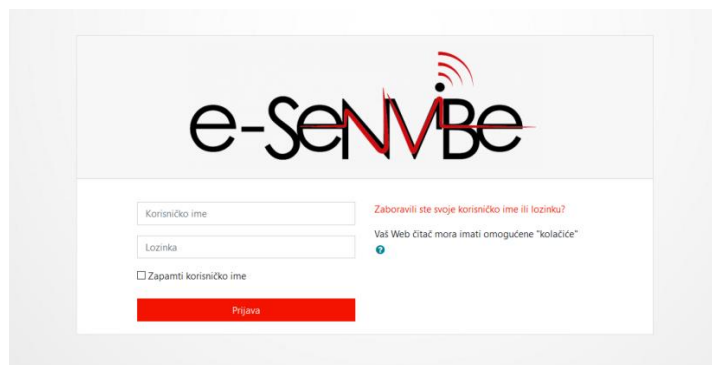 e-SeNViBe
Korisničko ime
Lozinka
Zapamti korisničko ime
Prijava
Zaboravili ste svoje korisničko ime ili lozinku?
Vaš Web čitač mora imati omogućene "kolačiće"
?